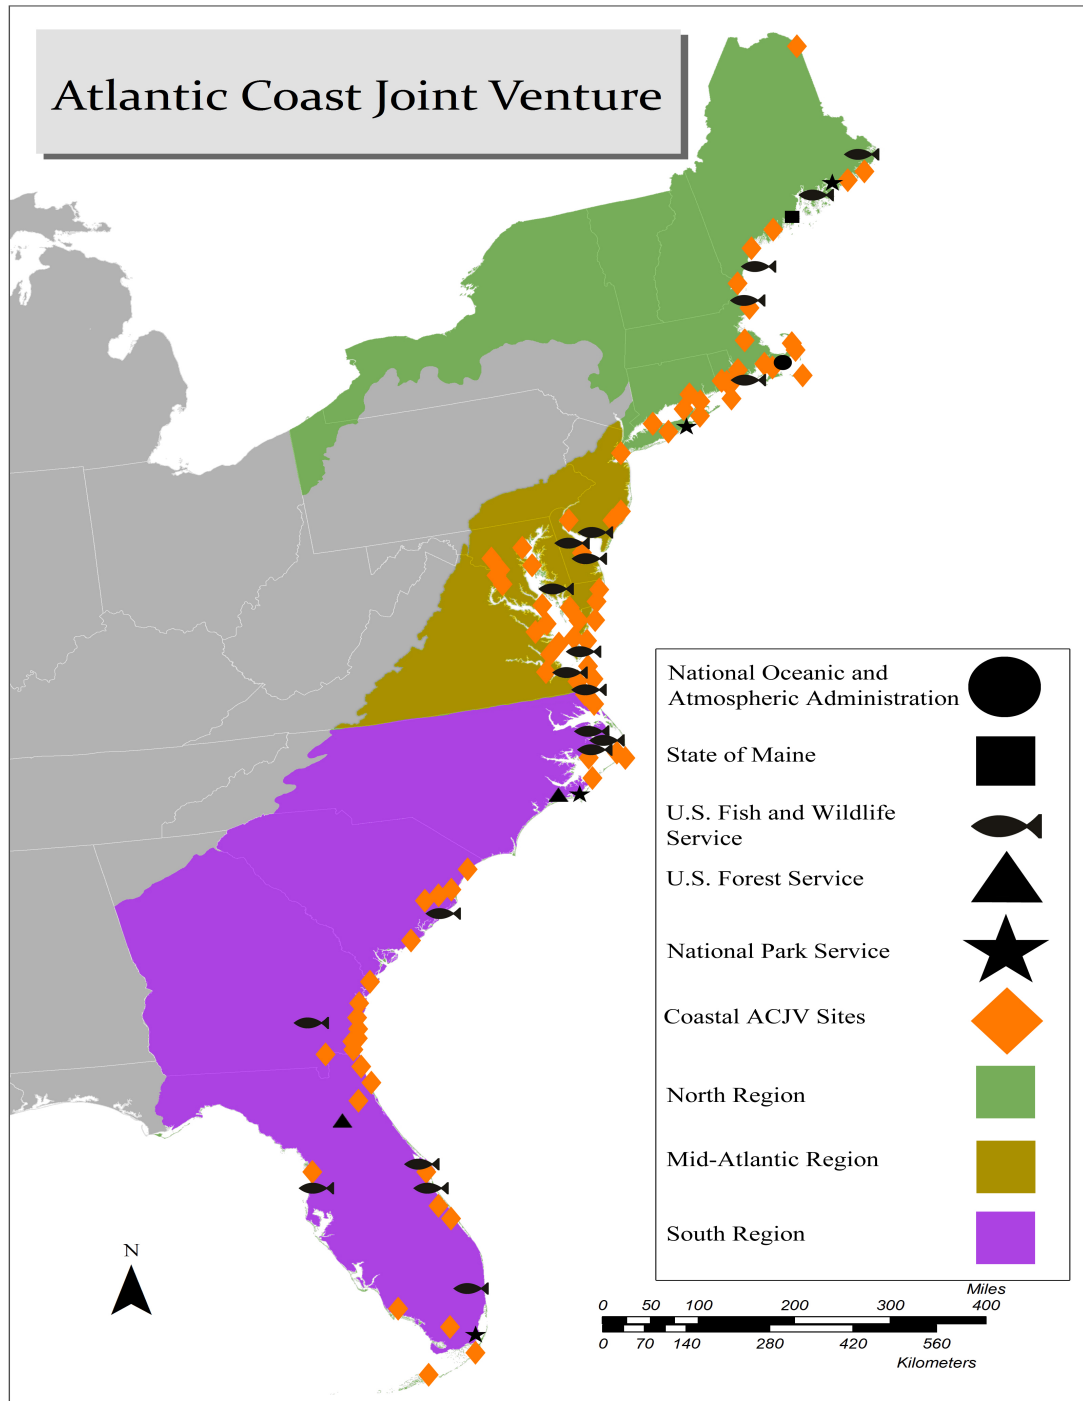 Atlantic Coast Joint Venture
National Oceanic and
Atmospheric Administration
State of Maine
U.S. Fish and Wildlife
Service
U.S. Forest Service
National Park Service
Coastal ACJV Sites
North Region
Mid-Atlantic Region
South Region
N
Miles
0 50 100 200 300 400
0 70 140 280 420 560
Kilometers